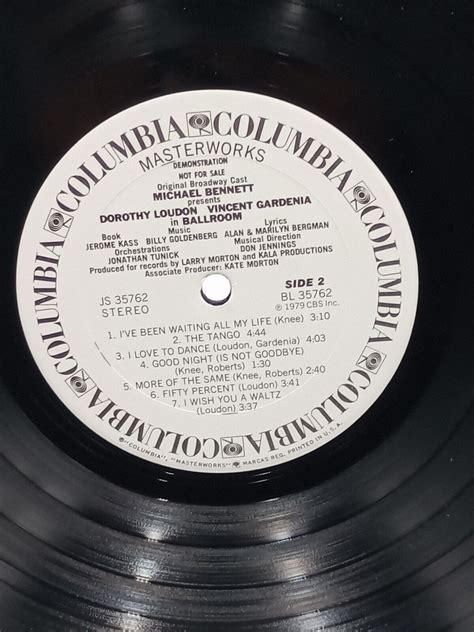 COLUMBIA COLUMBIA COLUMBIA COLUMBIA COLUMBIA COLUMBIA
MASTERWORKS
DEMONSTRATION
NOT FOR SALE
Original Broadway Cast
MICHAEL BENNETT
presents
DOROTHY LOUDON VINCENT GARDENIA
in BALLROOM
Book Music Lyrics
JEROME KASS BILLY GOLDENBERG ALAN & MARILYN BERGMAN
Orchestrations Musical Direction
JONATHAN TUNICK DON JENNINGS
Produced for records by LARRY MORTON and KALA PRODUCTIONS
Associate Producer: KATE MORTON
JS 35762
STEREO
SIDE 2
BL 35762
℗ 1979 CBS Inc.
1. I'VE BEEN WAITING ALL MY LIFE (Knee) 3:10
2. THE TANGO 4:44
3. I LOVE TO DANCE (Loudon, Gardenia) 4:03
4. GOOD NIGHT (IS NOT GOODBYE)
(Knee, Roberts) 1:30
5. MORE OF THE SAME (Knee, Roberts) 2:40
6. FIFTY PERCENT (Loudon) 3:41
7. I WISH YOU A WALTZ
(Loudon) 3:37
® "COLUMBIA", "MASTERWORKS", MARCAS REG. PRINTED IN U.S.A.